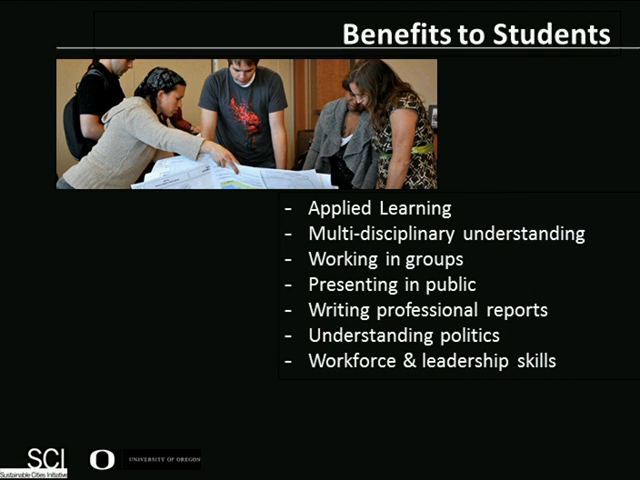 Benefits to Students
- Applied Learning
- Multi-disciplinary understanding
- Working in groups
- Presenting in public
- Writing professional reports
- Understanding politics
- Workforce & leadership skills
SCI
Sustainable Cities Initiative
O
UNIVERSITY OF OREGON